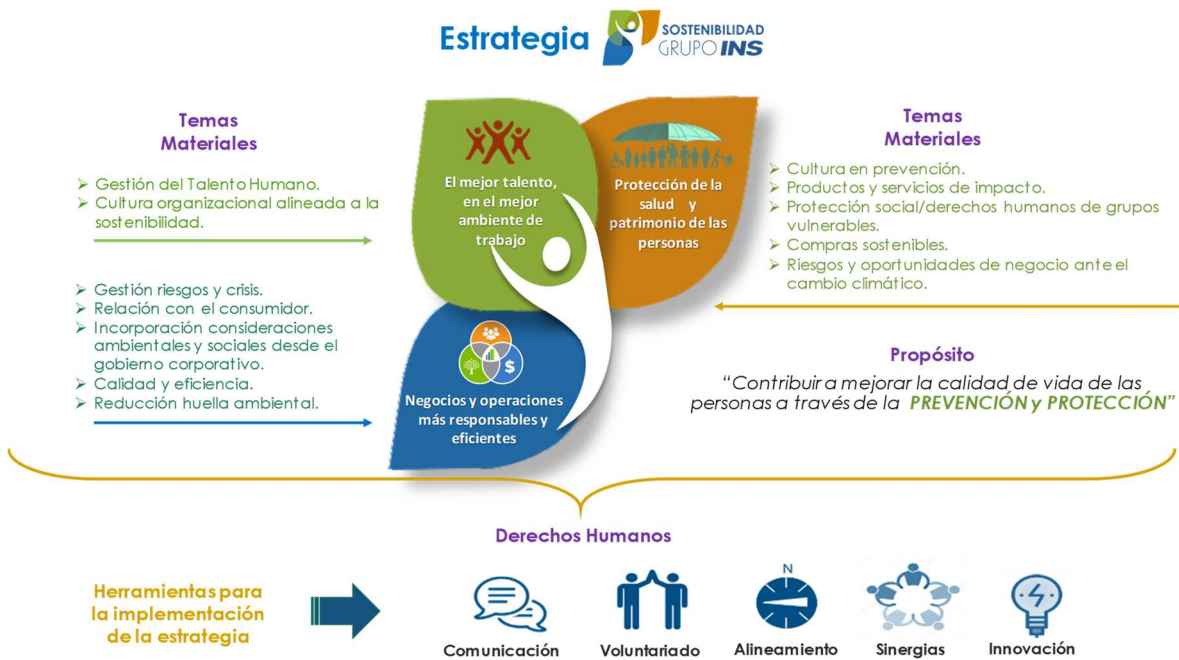 Estrategia
SOSTENIBILIDAD
GRUPO INS
Temas
Materiales
➢ Gestión del Talento Humano.
➢ Cultura organizacional alineada a la
sostenibilidad.
➢ Gestión riesgos y crisis.
➢ Relación con el consumidor.
➢ Incorporación consideraciones
ambientales y sociales desde el
gobierno corporativo.
➢ Calidad y eficiencia.
➢ Reducción huella ambiental.
El mejor talento,
en el mejor
ambiente de
trabajo
Protección de la
salud y
patrimonio de las
personas
$
Negocios y operaciones
más responsables y
eficientes
Temas
Materiales
➢ Cultura en prevención.
➢ Productos y servicios de impacto.
➢ Protección social/derechos humanos de grupos
vulnerables.
➢ Compras sostenibles.
➢ Riesgos y oportunidades de negocio ante el
cambio climático.
Propósito
“Contribuir a mejorar la calidad de vida de las
personas a través de la PREVENCIÓN y PROTECCIÓN”
Derechos Humanos
Herramientas para
la implementación
de la estrategia
N
Comunicación
Voluntariado
Alineamiento
Sinergias
Innovación